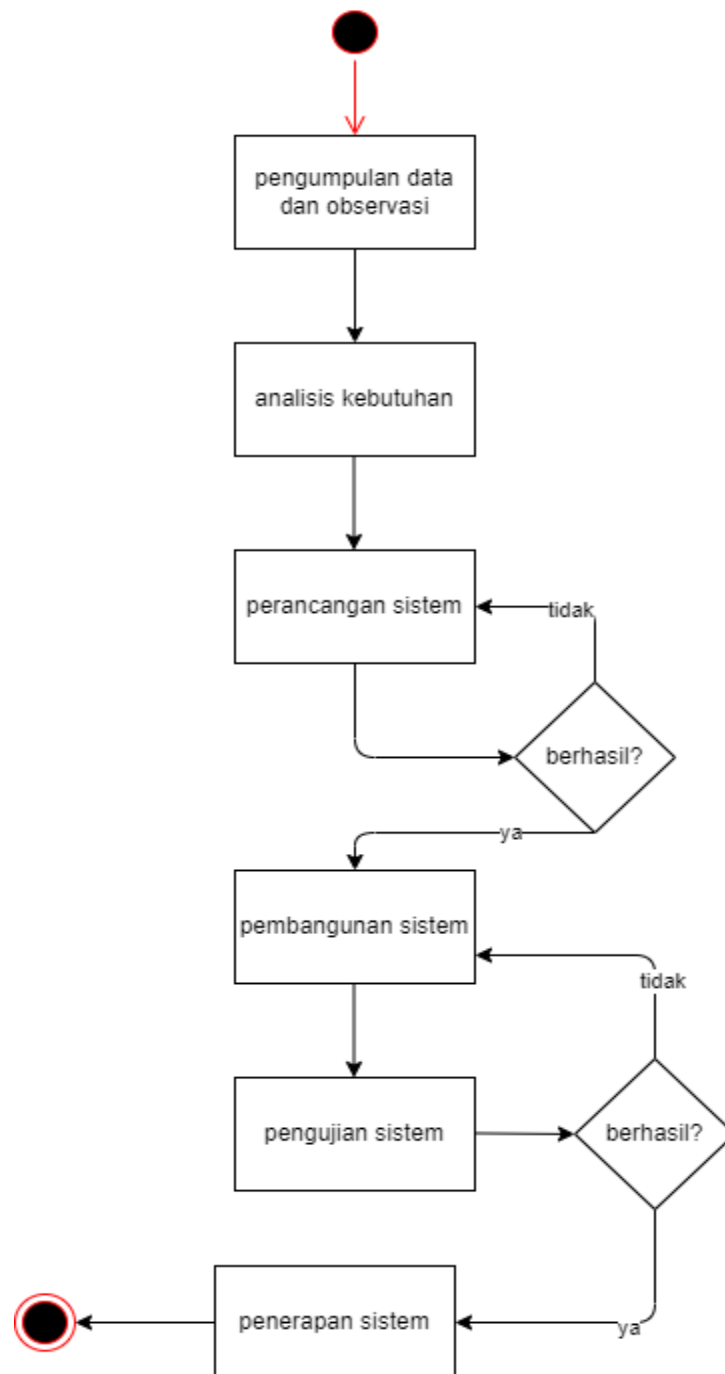 pengumpulan data
dan observasi
analisis kebutuhan
perancangan sistem
tidak
berhasil?
ya
pembangunan sistem
tidak
pengujian sistem
berhasil?
penerapan sistem
ya